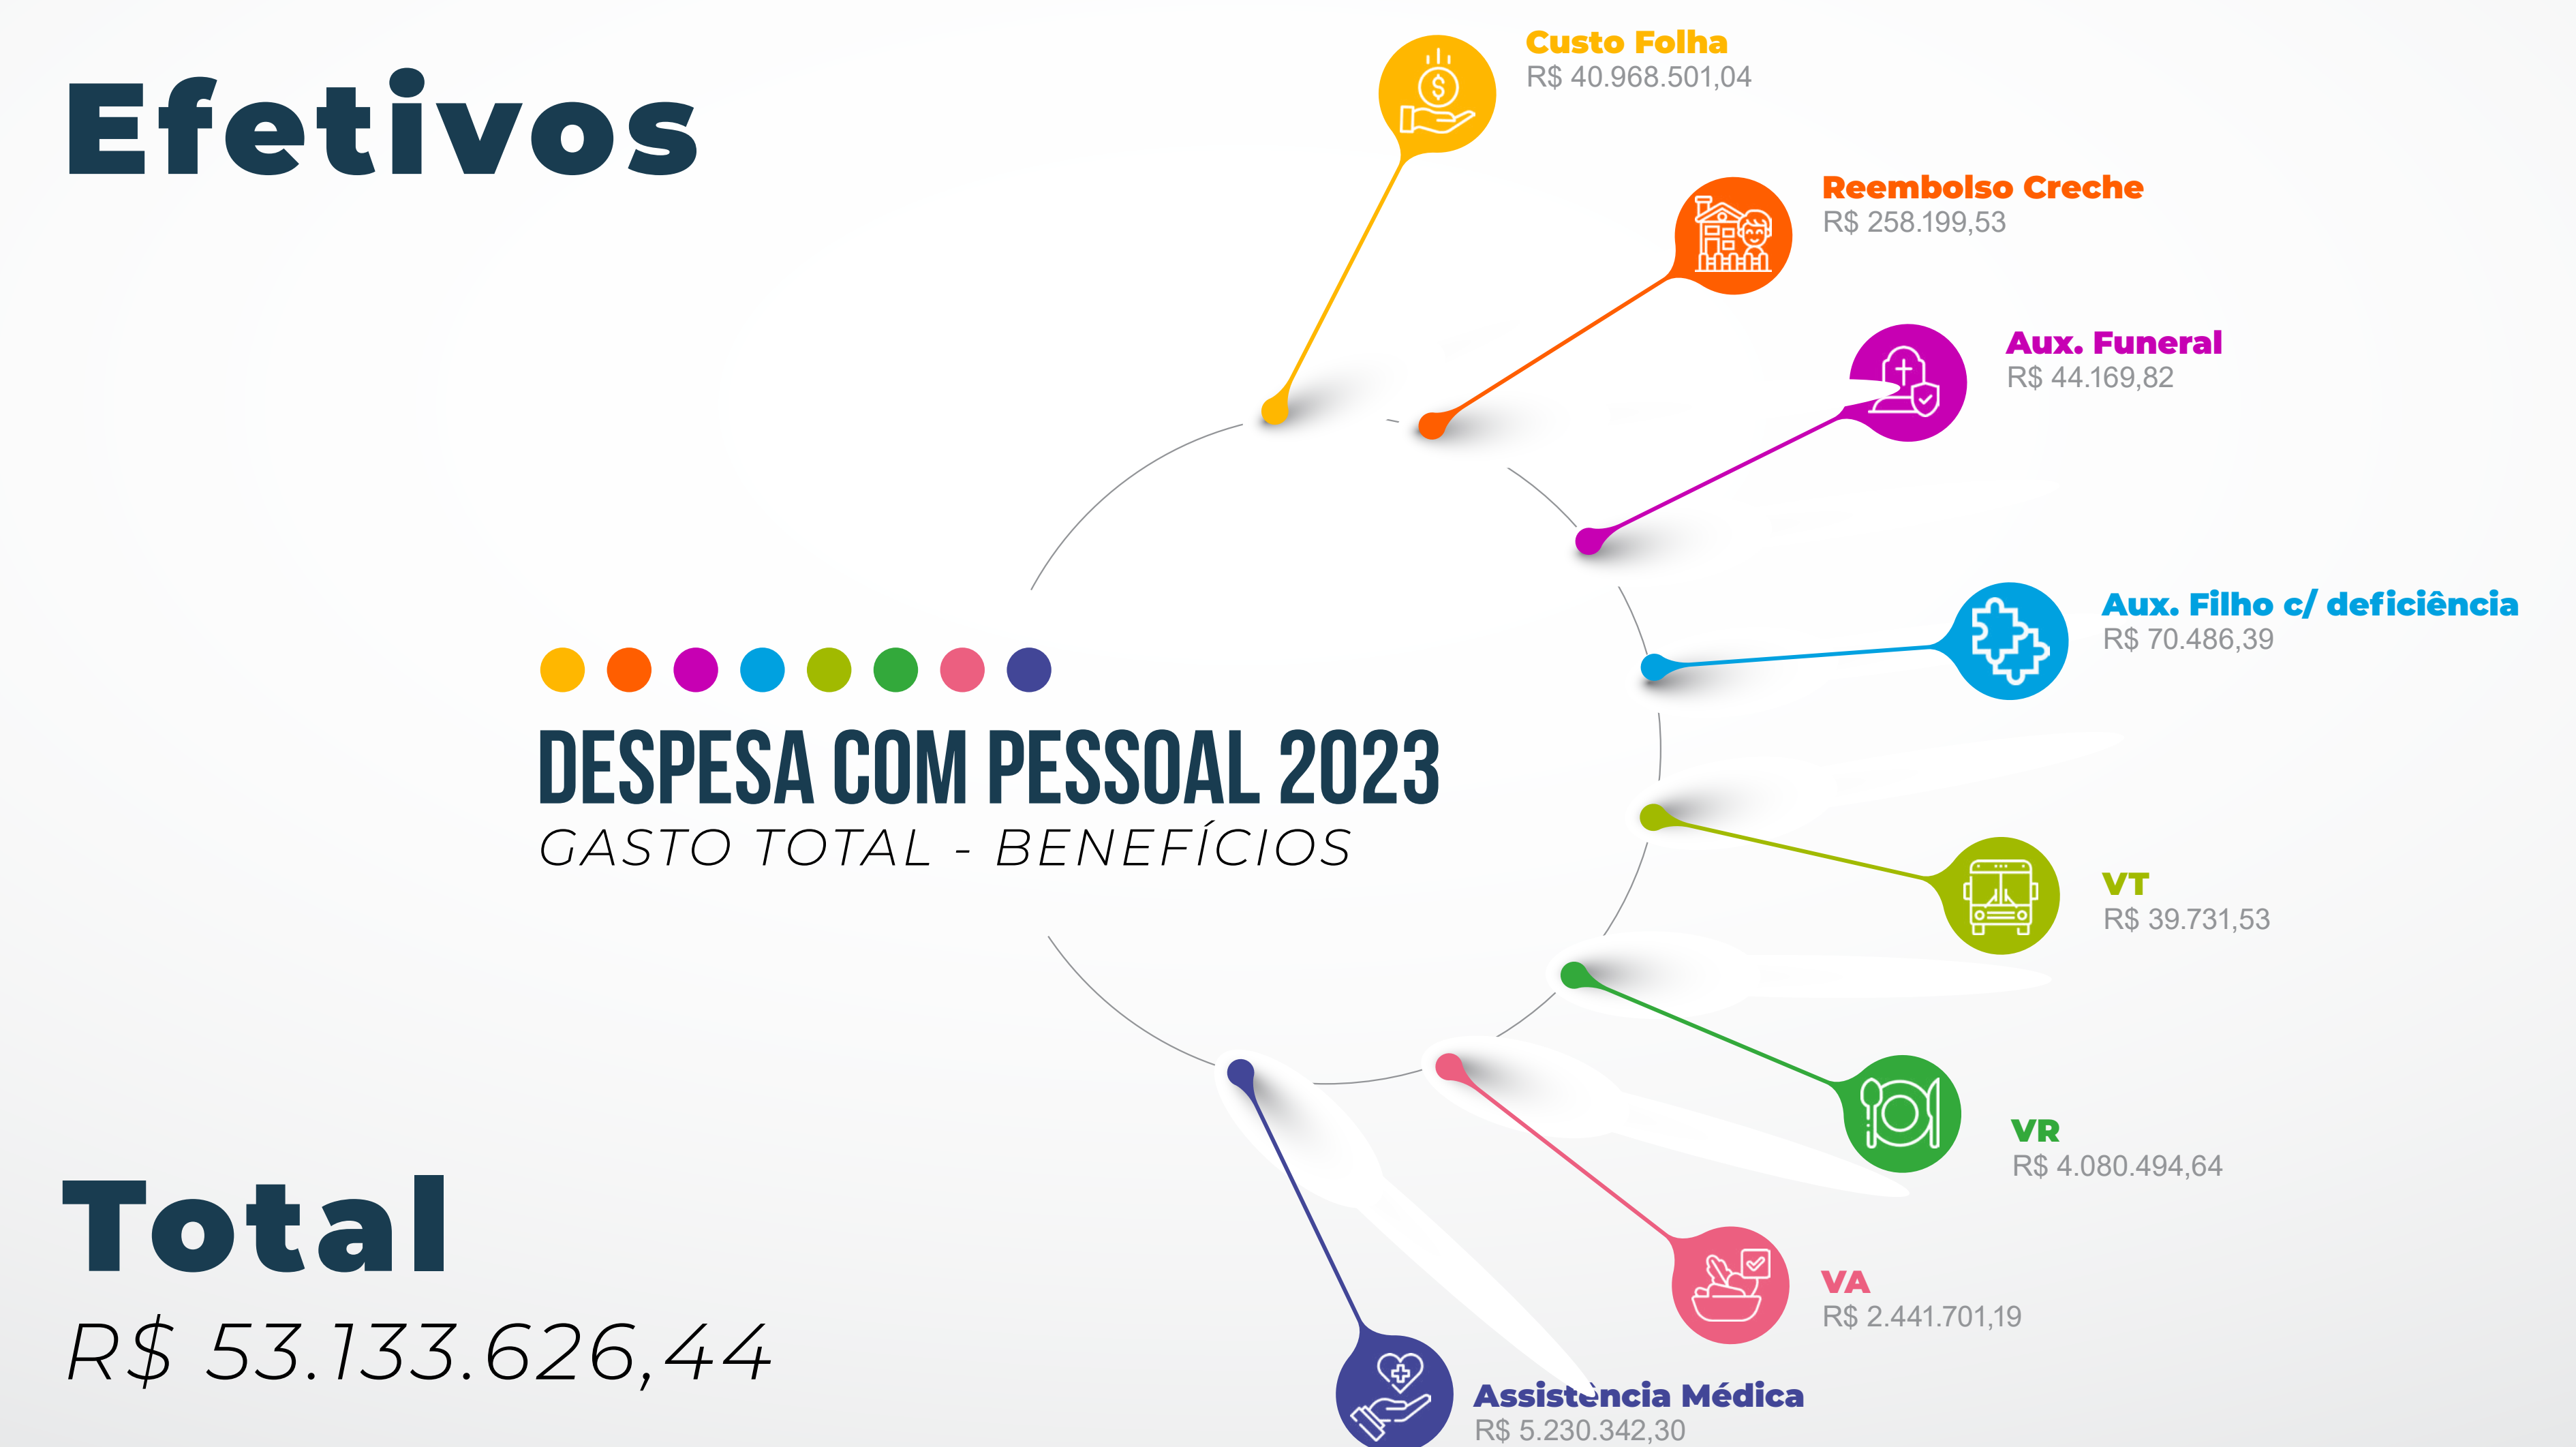 Efetivos
Custo Folha
R$ 40.968.501,04
Reembolso Creche
R$ 258.199,53
Aux. Funeral
R$ 44.169,82
Aux. Filho c/ deficiência
R$ 70.486,39
DESPESA COM PESSOAL 2023
GASTO TOTAL - BENEFÍCIOS
VT
R$ 39.731,53
VR
R$ 4.080.494,64
VA
R$ 2.441.701,19
Assistência Médica
R$ 5.230.342,30
Total
R$ 53.133.626,44